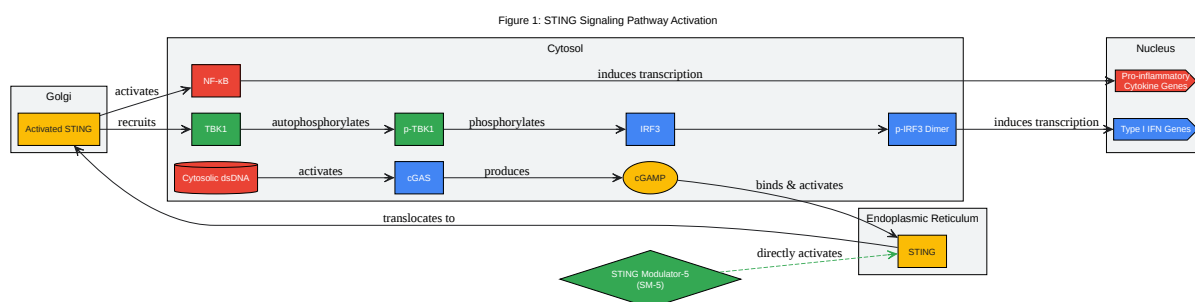 Figure 1: STING Signaling Pathway Activation
Cytosol
Nucleus
NF-κB
induces transcription
Pro-inflammatory
Cytokine Genes
Golgi
activates
Activated STING
recruits
TBK1
autophosphorylates
p-TBK1
phosphorylates
IRF3
p-IRF3 Dimer
induces transcription
Type I IFN Genes
Cytosolic dsDNA
activates
cGAS
produces
cGAMP
binds & activates
translocates to
Endoplasmic Reticulum
STING
directly activates
STING Modulator-5
(SM-5)